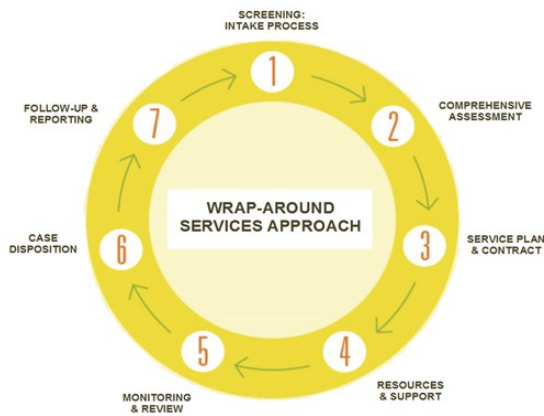 SCREENING:
INTAKE PROCESS
1
2
COMPREHENSIVE
ASSESSMENT
3
SERVICE PLAN
& CONTRACT
4
RESOURCES
& SUPPORT
5
MONITORING
& REVIEW
6
CASE
DISPOSITION
7
FOLLOW-UP &
REPORTING
WRAP-AROUND
SERVICES APPROACH